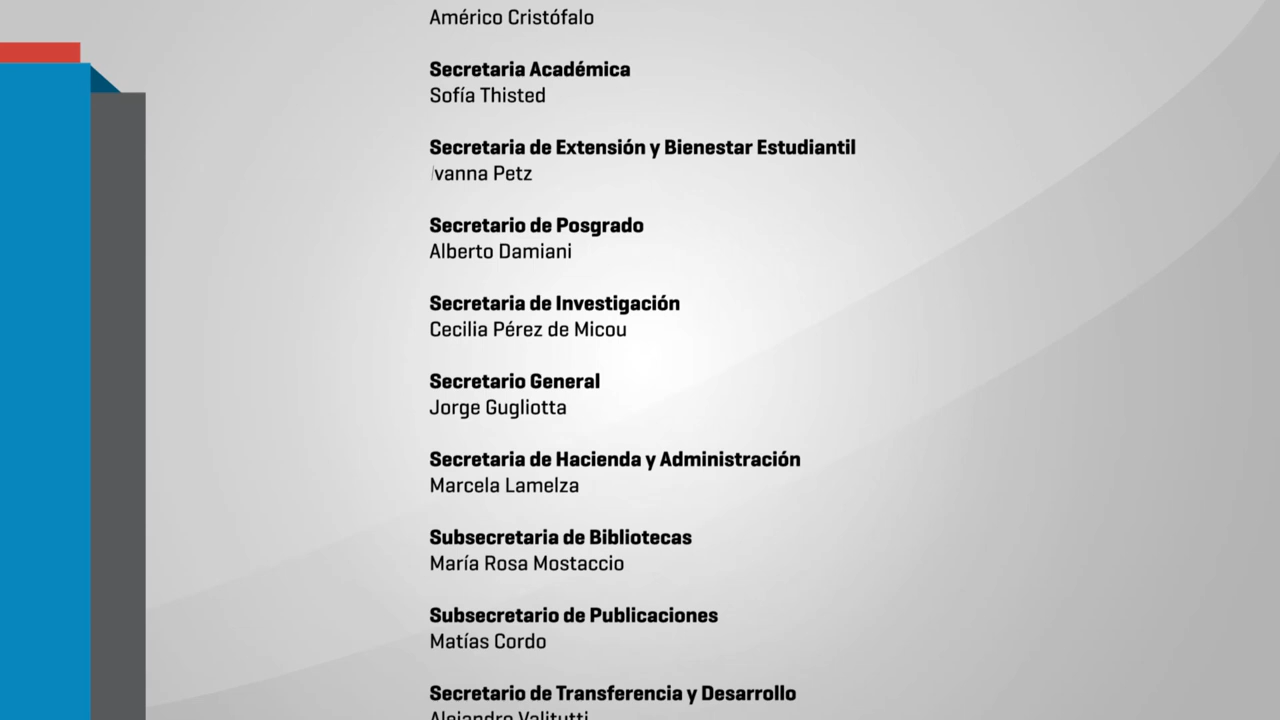 Américo Cristófalo
Secretaria Académica
Sofía Thisted
Secretaria de Extensión y Bienestar Estudiantil
Ivanna Petz
Secretario de Posgrado
Alberto Damiani
Secretaria de Investigación
Cecilia Pérez de Micou
Secretario General
Jorge Gugliotta
Secretaria de Hacienda y Administración
Marcela Lamelza
Subsecretaria de Bibliotecas
María Rosa Mostaccio
Subsecretario de Publicaciones
Matías Cordo
Secretario de Transferencia y Desarrollo
Alejandro Valitutti